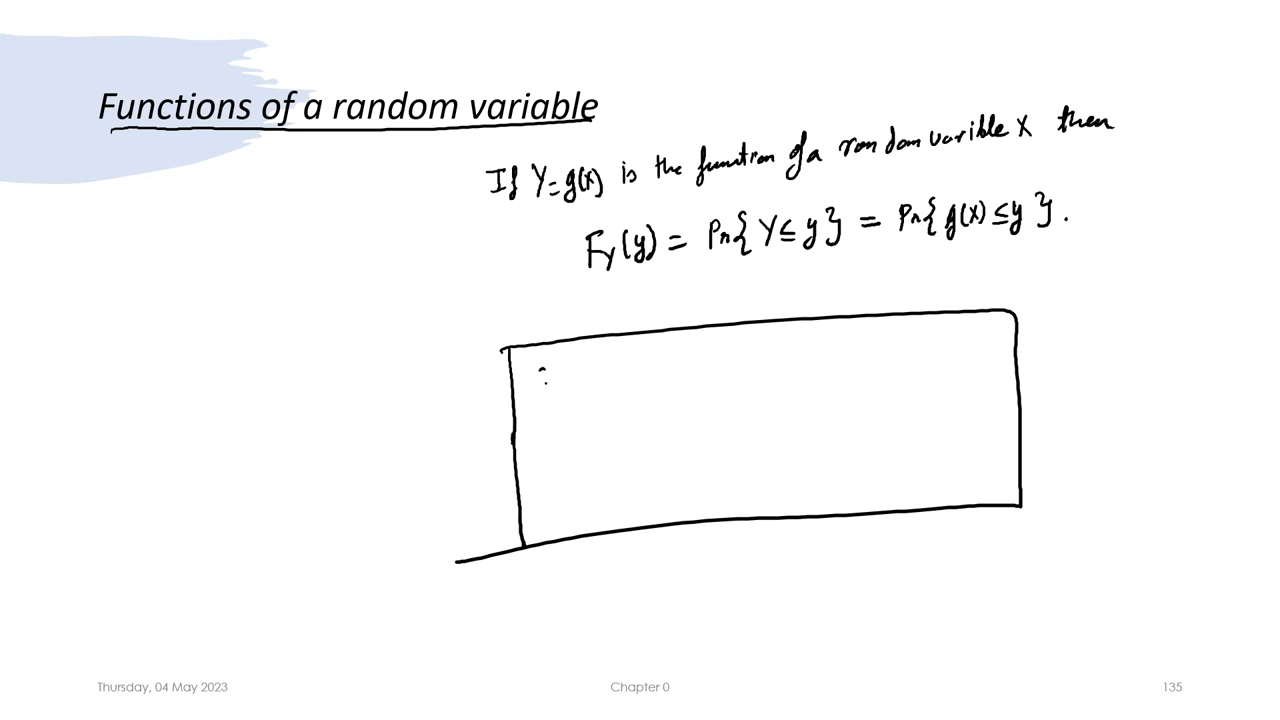 Functions of a random variable
If Y=g(X) is the function of a random varible X then
F_Y(y) = Pr{Y≤y} = Pr{g(X)≤y}.
Thursday, 04 May 2023
Chapter 0
135